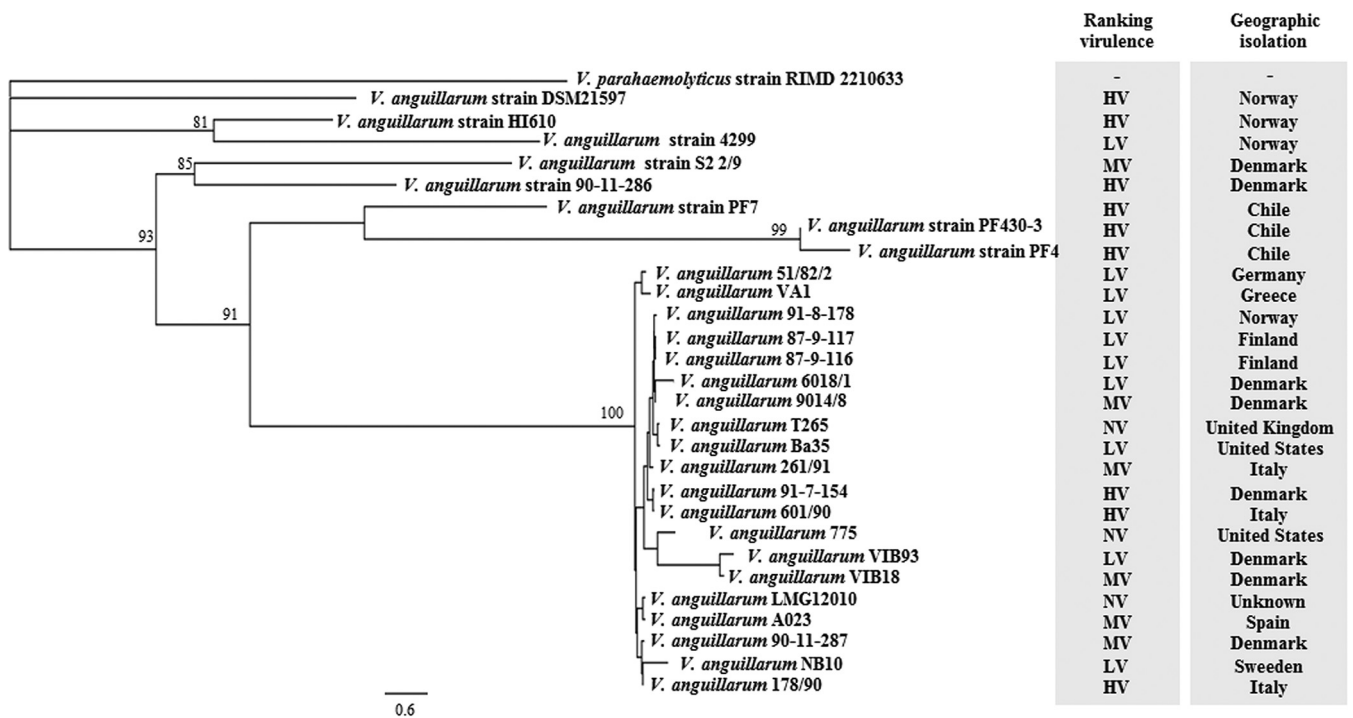 Ranking virulence
Geographic isolation
V. parahaemolyticus strain RIMD 2210633 - -
V. anguillarum strain DSM21597 HV Norway
81
V. anguillarum strain HI610 HV Norway
V. anguillarum strain 4299 LV Norway
85
V. anguillarum strain S2 2/9 MV Denmark
V. anguillarum strain 90-11-286 HV Denmark
V. anguillarum strain PF7 HV Chile
93
99
V. anguillarum strain PF430-3 HV Chile
V. anguillarum strain PF4 HV Chile
V. anguillarum 51/82/2 LV Germany
V. anguillarum VA1 LV Greece
91
V. anguillarum 91-8-178 LV Norway
V. anguillarum 87-9-117 LV Finland
V. anguillarum 87-9-116 LV Finland
V. anguillarum 6018/1 LV Denmark
V. anguillarum 9014/8 MV Denmark
100
V. anguillarum T265 NV United Kingdom
V. anguillarum Ba35 LV United States
V. anguillarum 261/91 MV Italy
V. anguillarum 91-7-154 HV Denmark
V. anguillarum 601/90 HV Italy
V. anguillarum 775 NV United States
V. anguillarum VIB93 LV Denmark
V. anguillarum VIB18 MV Denmark
V. anguillarum LMG12010 NV Unknown
V. anguillarum A023 MV Spain
V. anguillarum 90-11-287 MV Denmark
V. anguillarum NB10 LV Sweeden
V. anguillarum 178/90 HV Italy
0.6